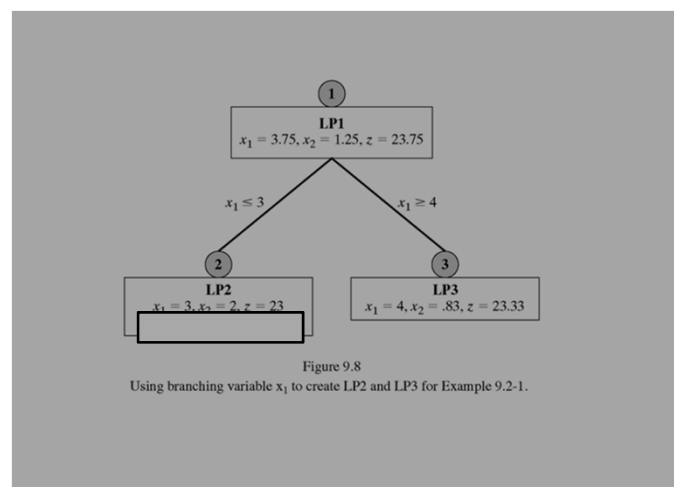 1
LP1
x₁ = 3.75, x₂ = 1.25, z = 23.75
x₁ ≤ 3
x₁ ≥ 4
2
3
LP2
x₁ = 3, x₂ = 2, z = 23
LP3
x₁ = 4, x₂ = .83, z = 23.33
Figure 9.8
Using branching variable x₁ to create LP2 and LP3 for Example 9.2-1.